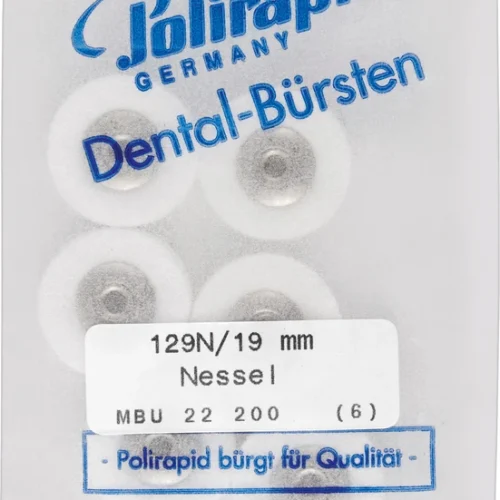 Polirapid
GERMANY
Dental-Bürsten
129N/19 mm
Nessel
MBU 22 200 (6)
- Polirapid bürgt für Qualität -